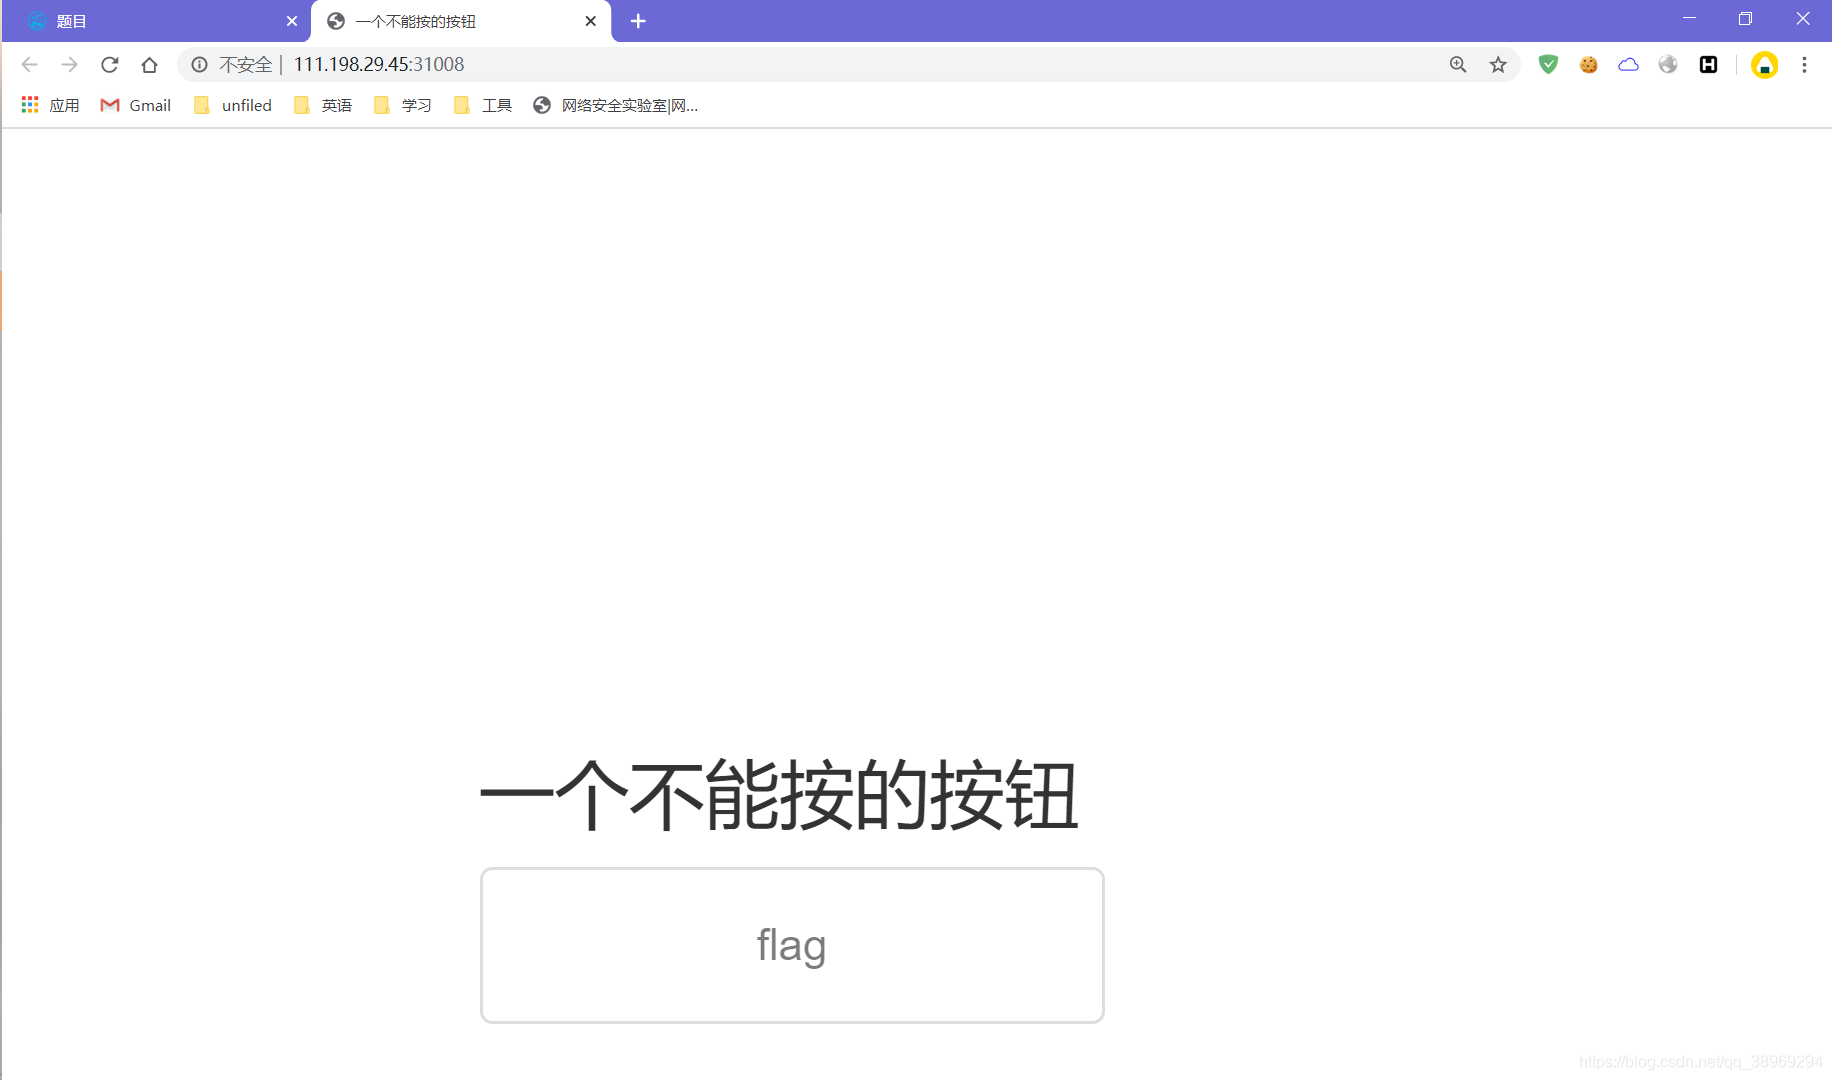 题目
一个不能按的按钮
不安全 | 111.198.29.45:31008
应用 Gmail unfiled 英语 学习 工具 网络安全实验室|网...
一个不能按的按钮
flag
https://blog.csdn.net/qq_38969294